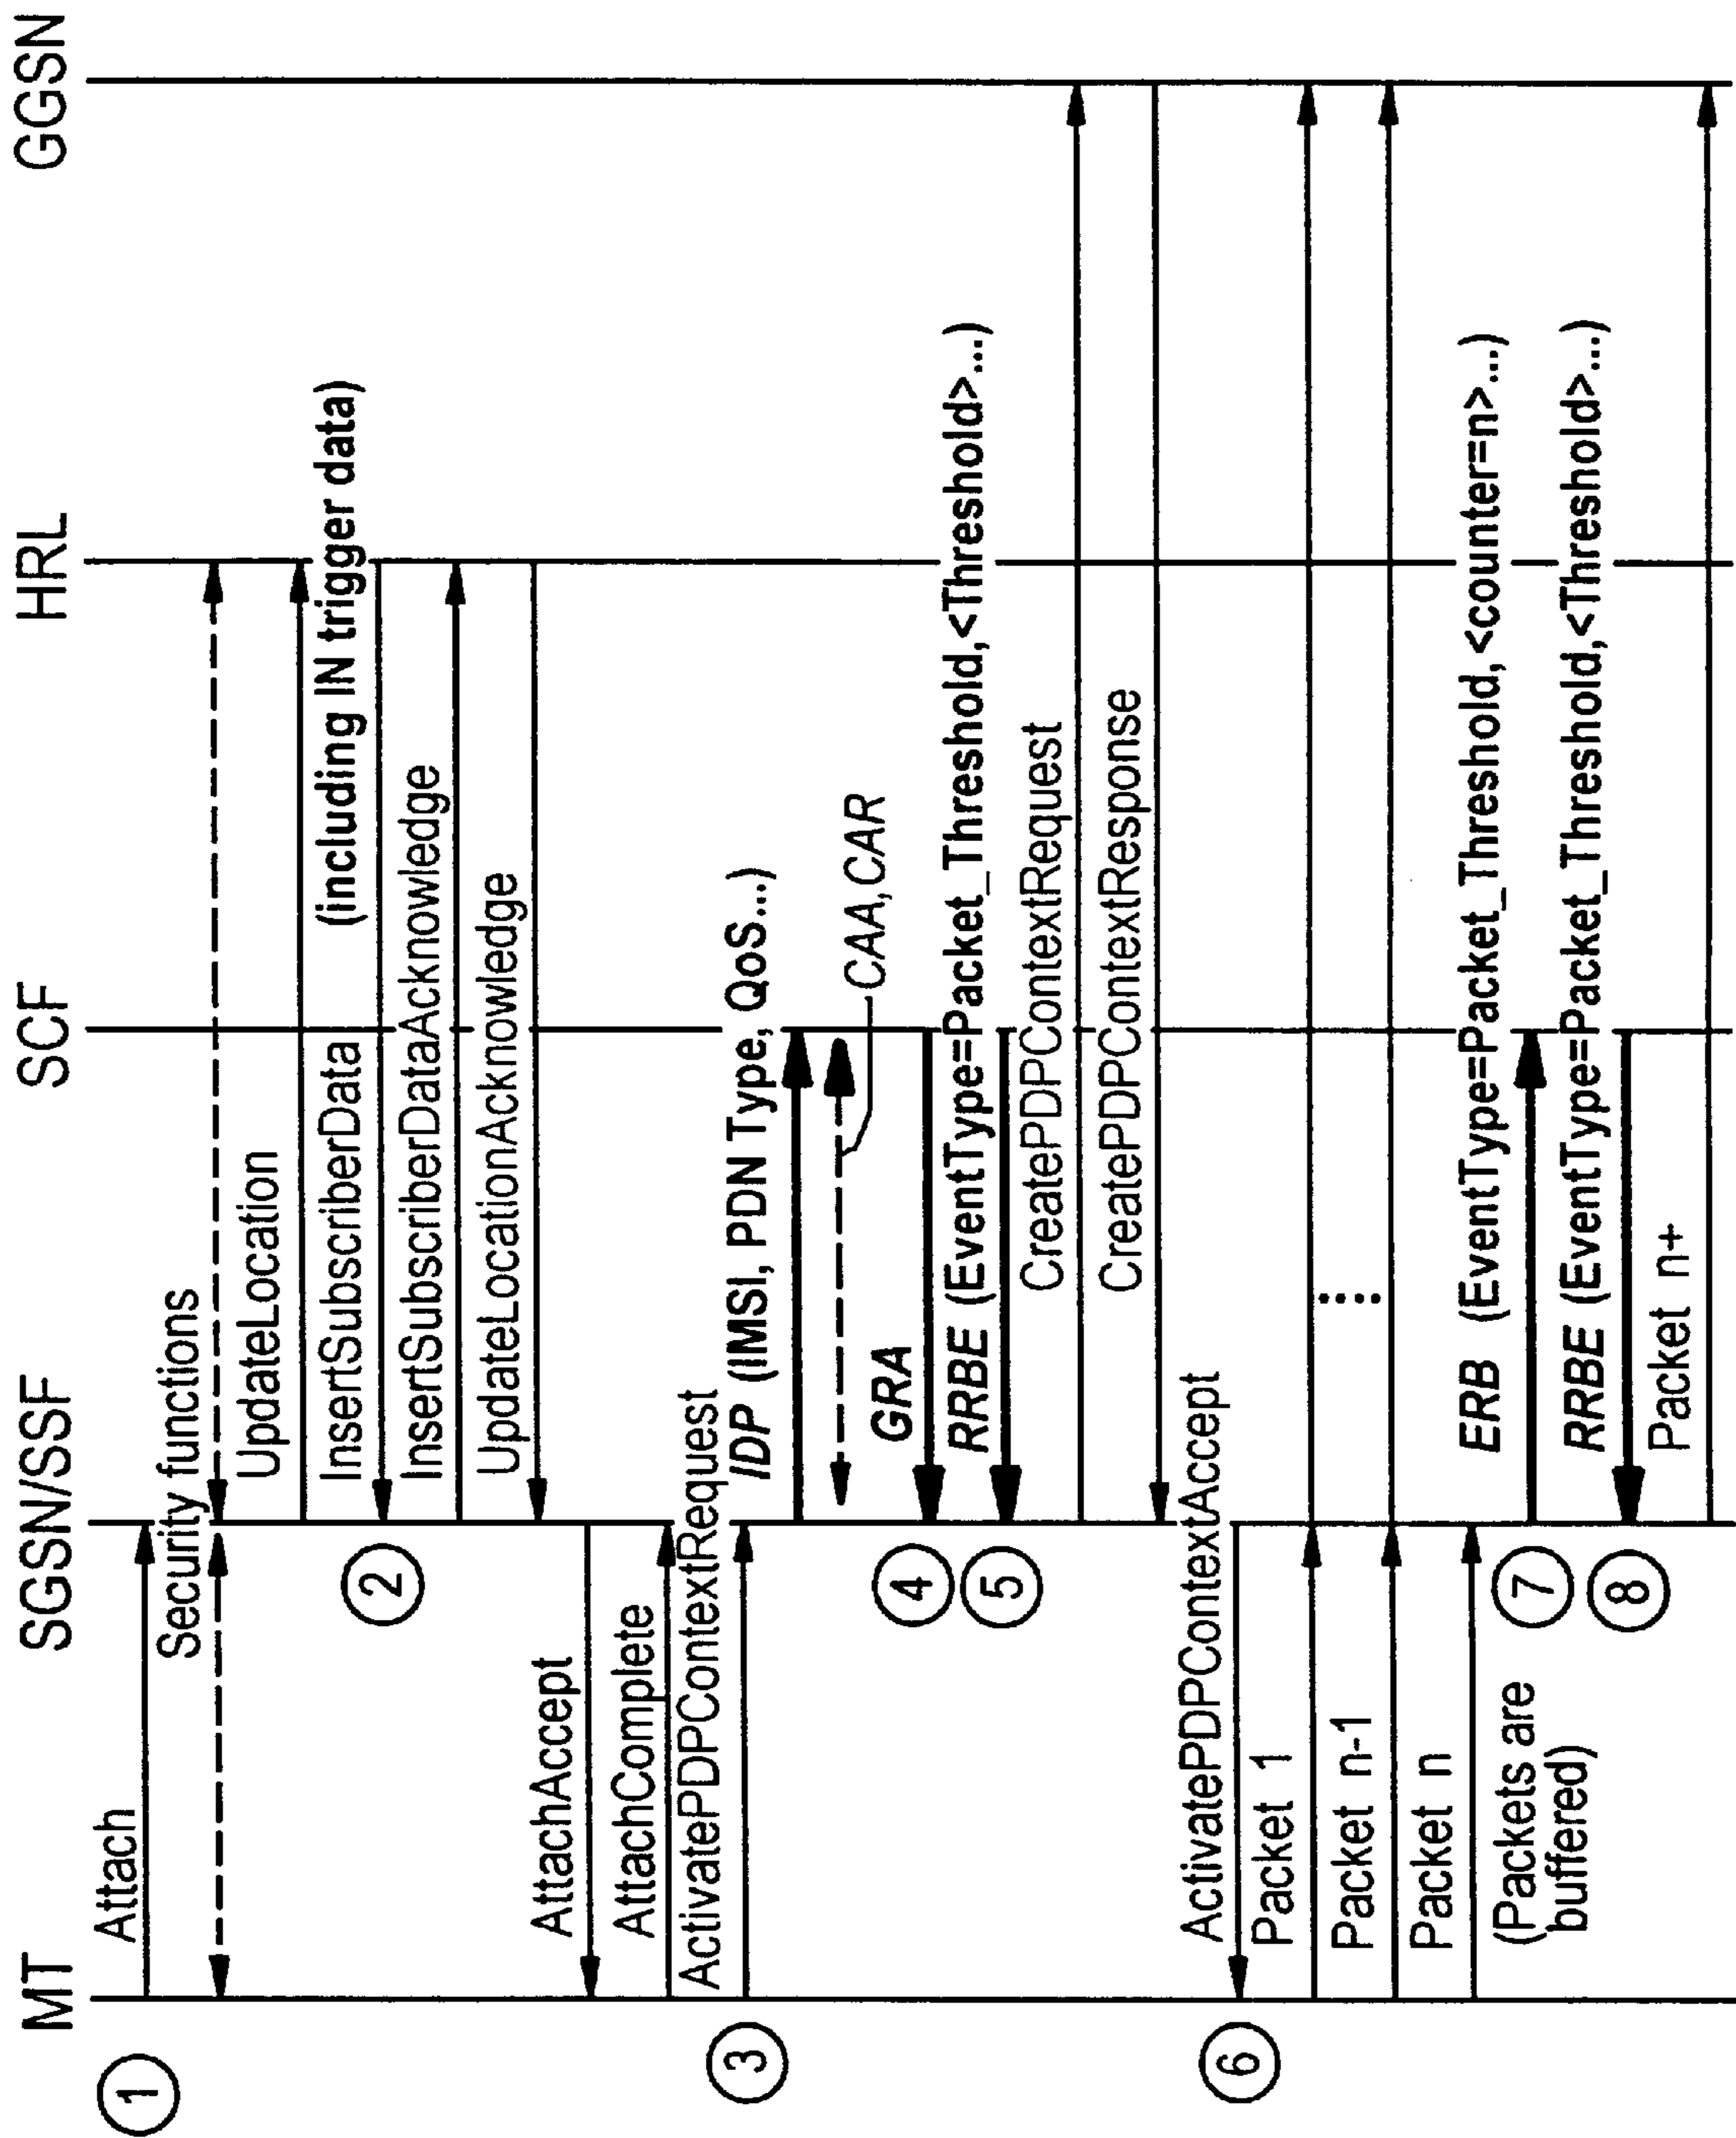 MT
SGSN/SSF
SCF
HRL
GGSN
1
Attach
Security functions
UpdateLocation
InsertSubscriberData
(including IN trigger data)
2
InsertSubscriberDataAcknowledge
UpdateLocationAcknowledge
AttachAccept
AttachComplete
ActivatePDPContextRequest
3
IDP (IMSI, PDN Type, QoS...)
CAA,CAR
GRA
4
RRBE (EventType=Packet_Threshold,<Threshold>...)
5
CreatePDPContextRequest
CreatePDPContextResponse
ActivatePDPContextAccept
6
Packet 1
Packet n-1
Packet n
(Packets are
buffered)
ERB (EventType=Packet_Threshold,<counter=n>...)
7
RRBE (EventType=Packet_Threshold,<Threshold>...)
8
Packet n+